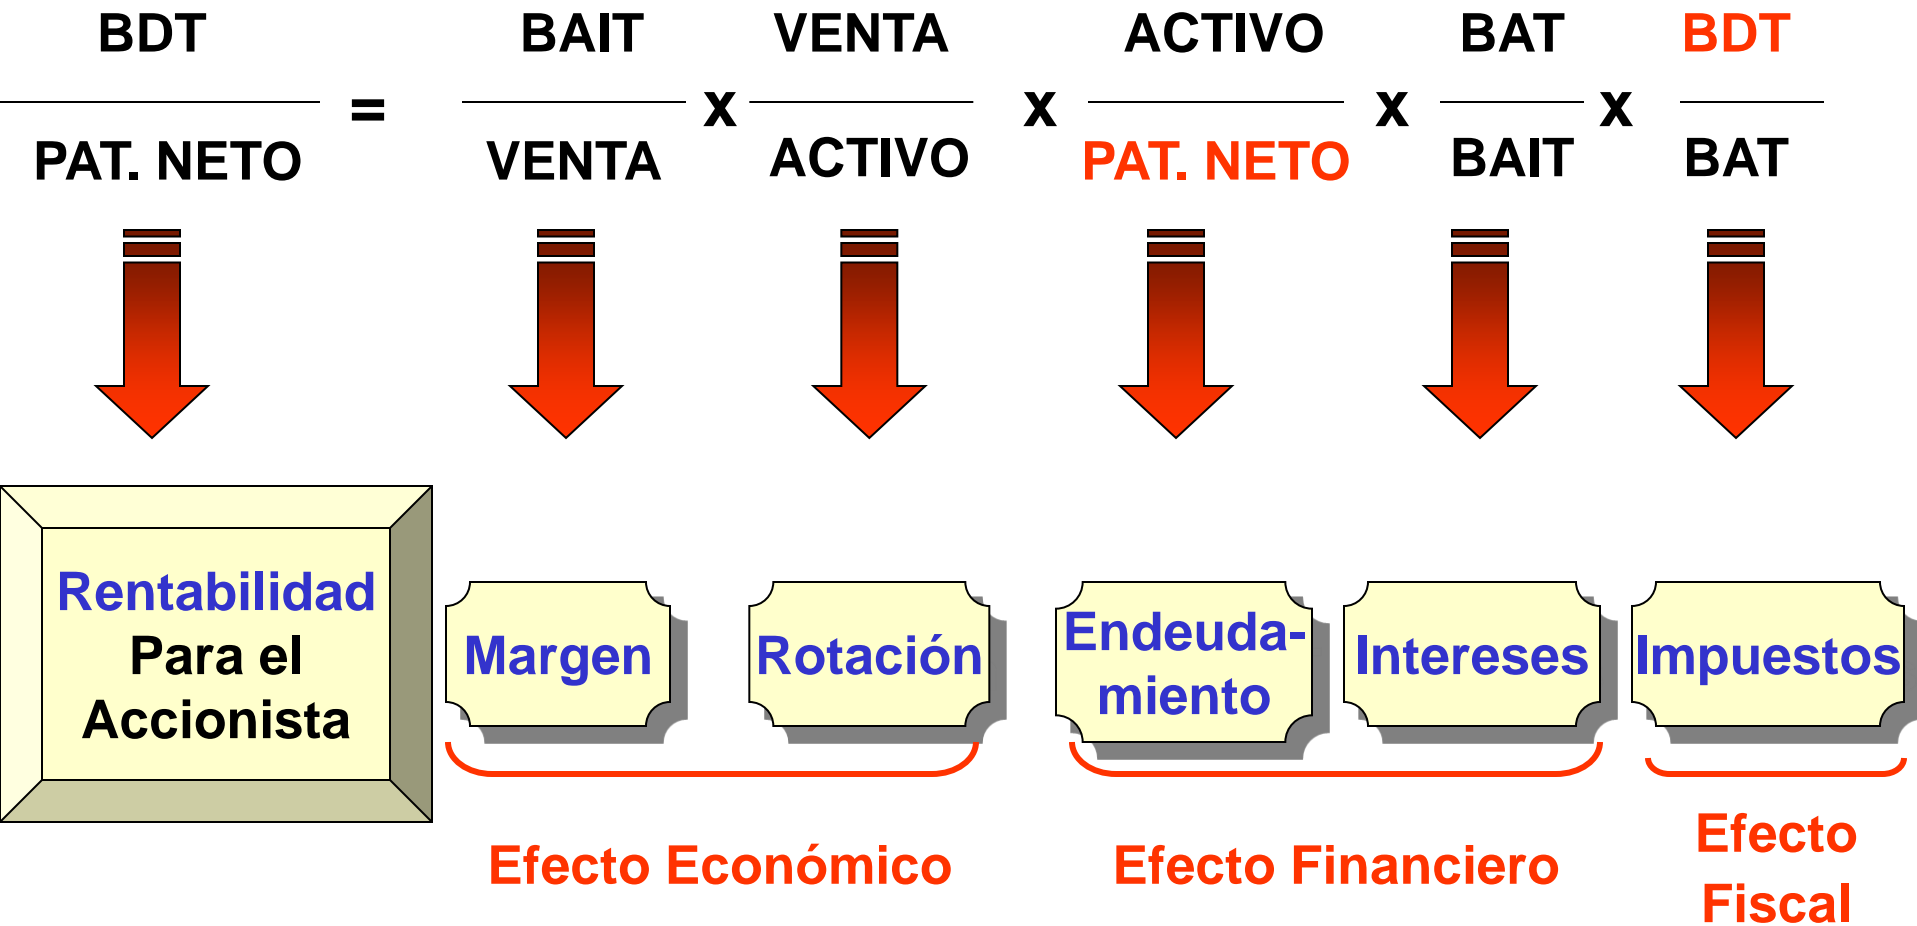 BDT BAIT VENTA ACTIVO BAT BDT
= x x x x
PAT. NETO VENTA ACTIVO PAT. NETO BAIT BAT
Rentabilidad
Para el
Accionista
Margen
Rotación
Endeuda-
miento
Intereses
Impuestos
Efecto Económico
Efecto Financiero
Efecto
Fiscal